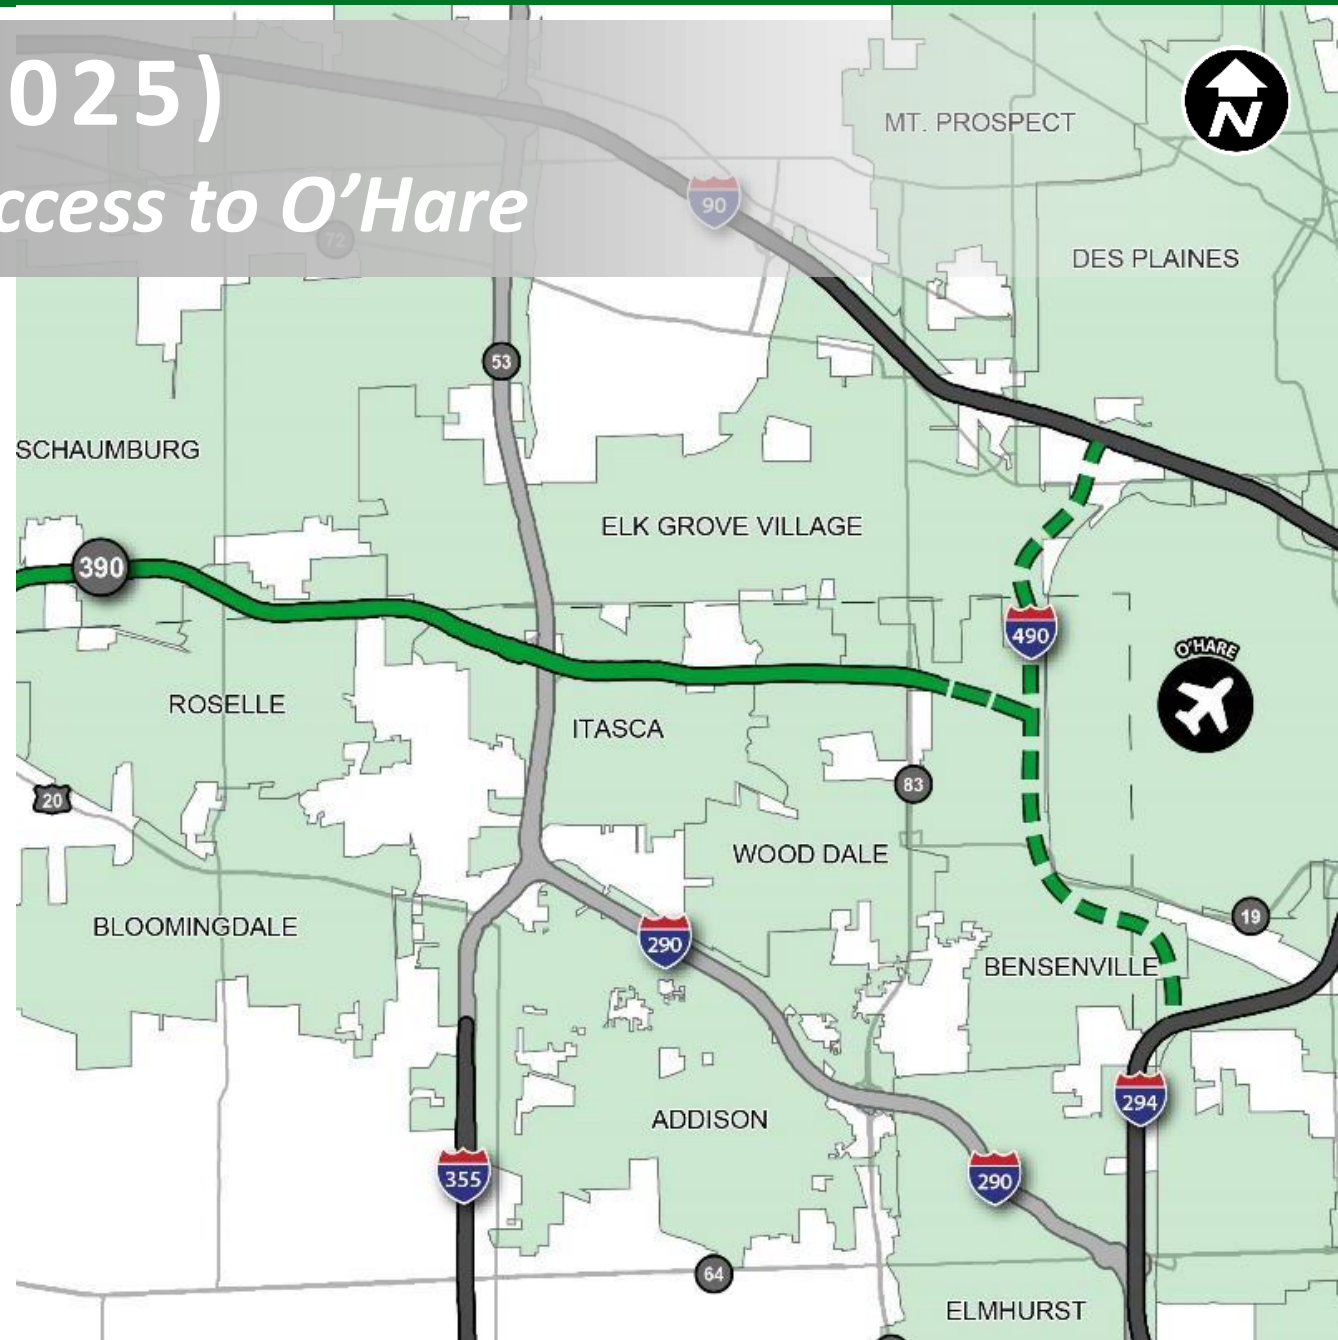 025)
ccess to O'Hare
72
90
MT. PROSPECT
N
DES PLAINES
53
SCHAUMBURG
ELK GROVE VILLAGE
390
490
O'HARE
ROSELLE
ITASCA
20
83
WOOD DALE
BLOOMINGDALE
290
19
BENSENVILLE
294
ADDISON
355
290
64
ELMHURST